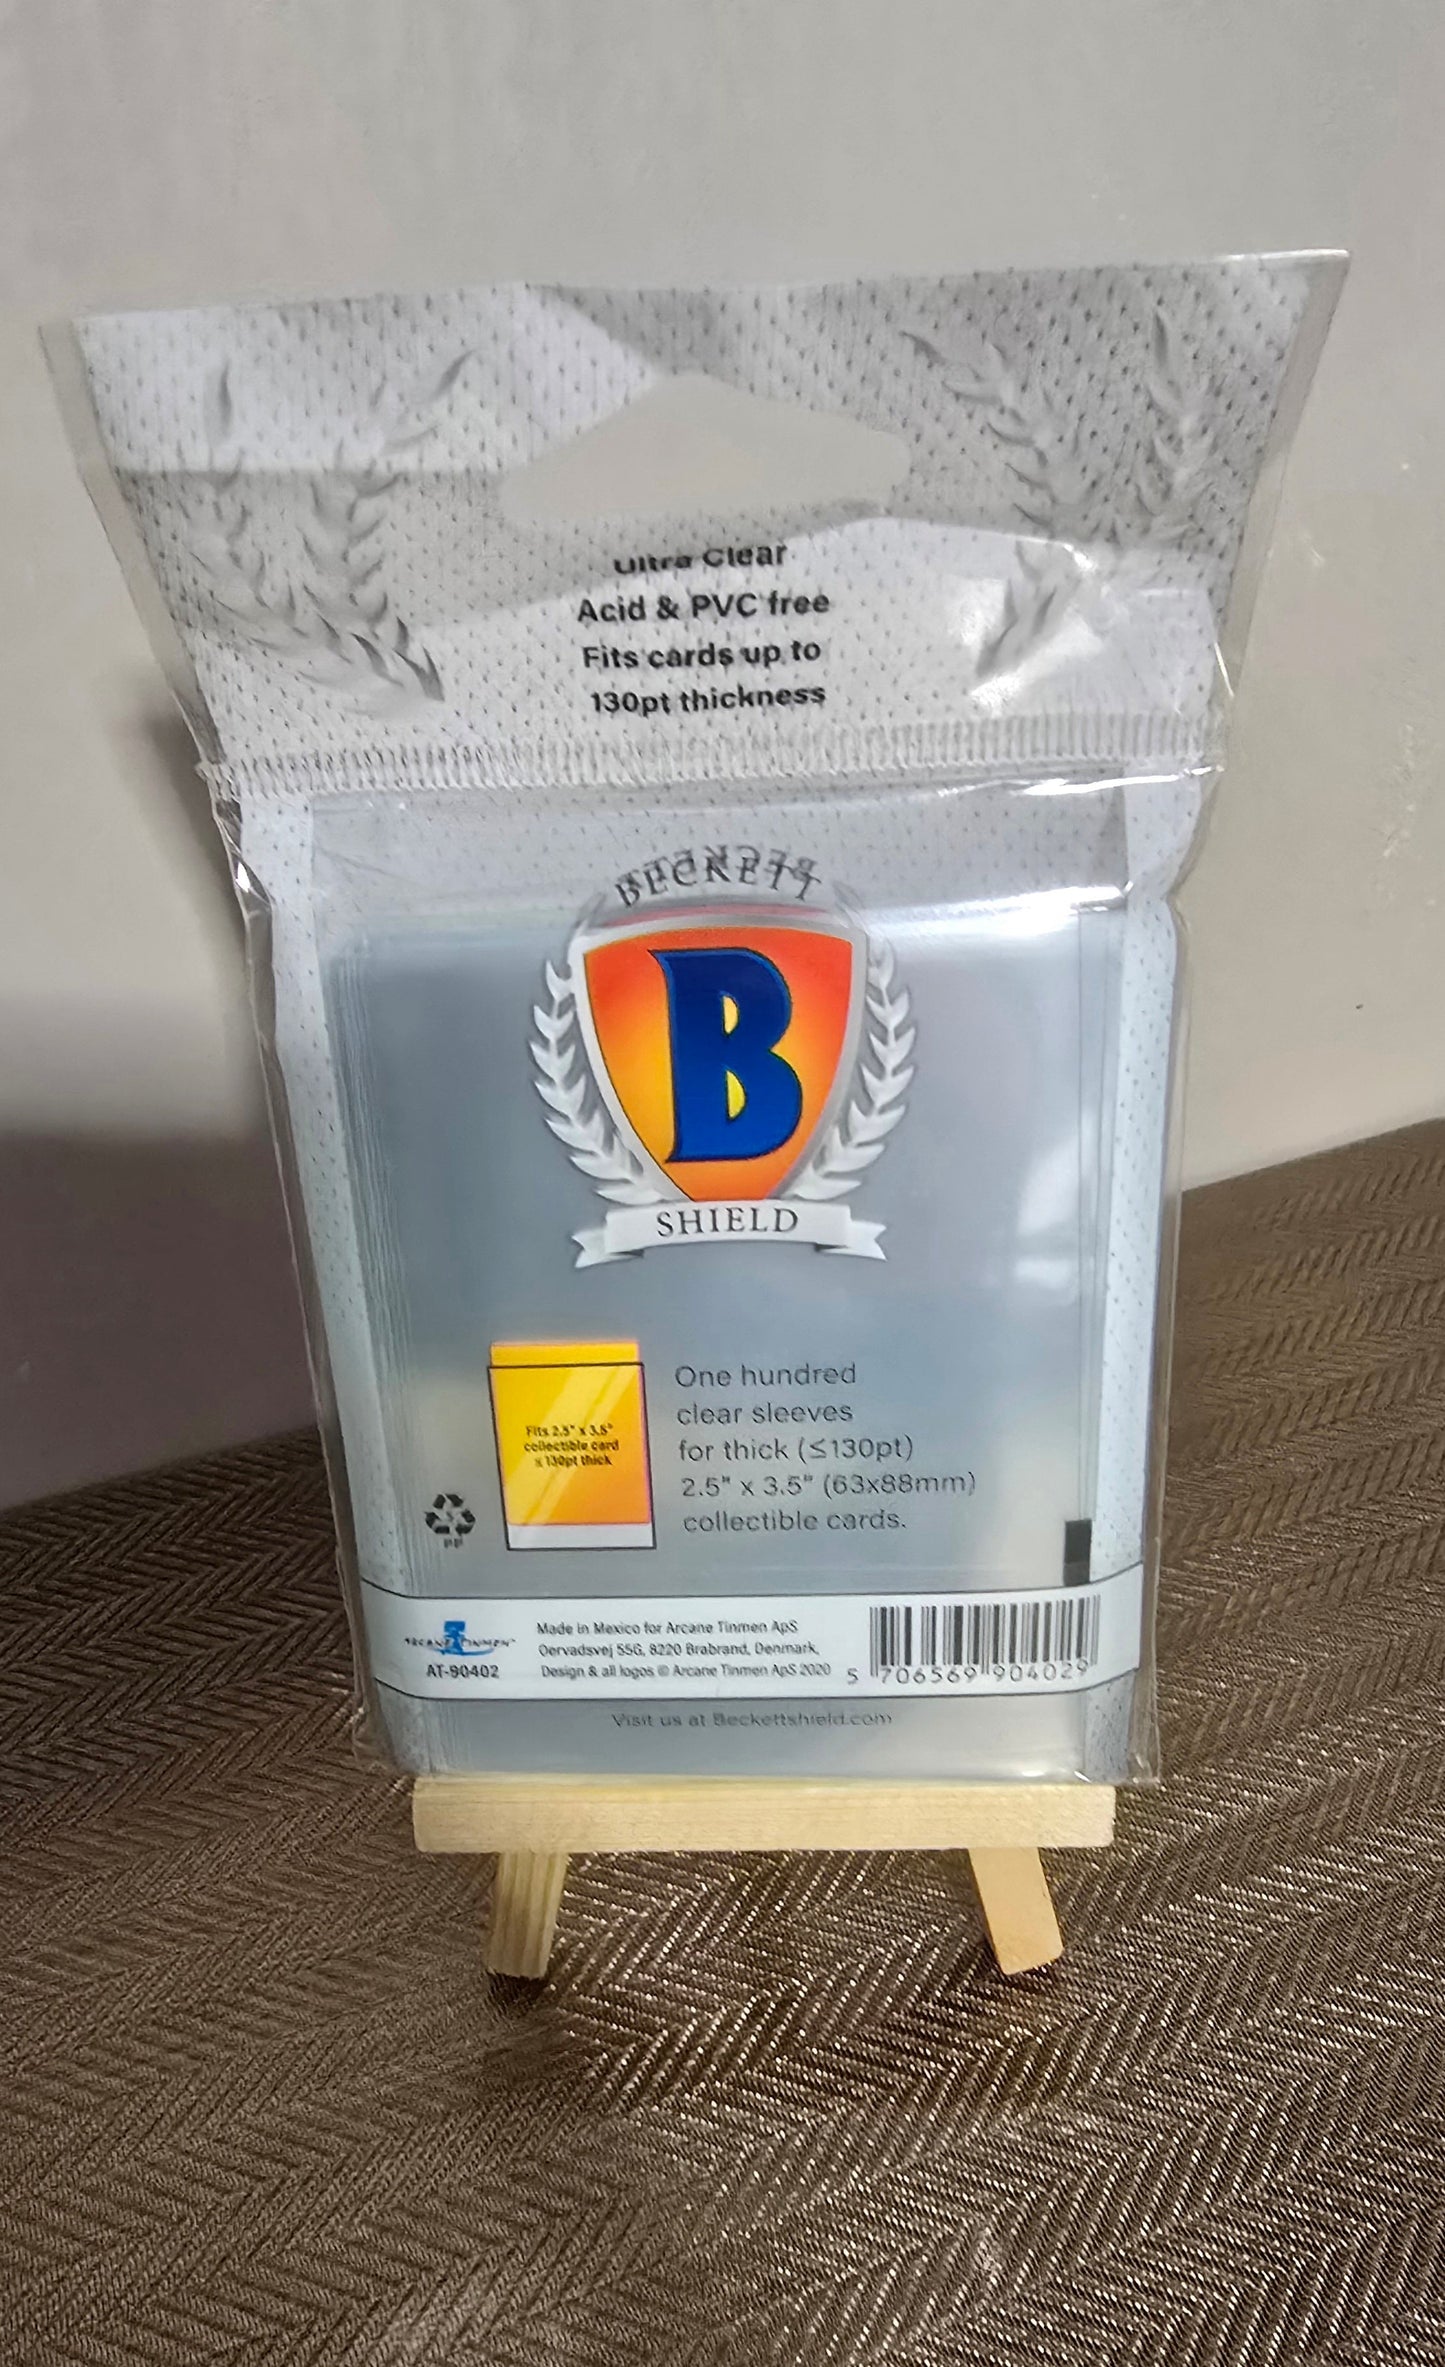 Ultra Clear
Acid & PVC free
Fits cards up to
130pt thickness
BECKETT
B
SHIELD
Fits 2.5" x 3.5"
collectible card
≤ 130pt thick
One hundred
clear sleeves
for thick (≤130pt)
2.5" x 3.5" (63x88mm)
collectible cards.
5
PP
ARCANE TINMEN
AT-90402
Made in Mexico for Arcane Tinmen ApS
Oervadsvej 55G, 8220 Brabrand, Denmark,
Design & all logos © Arcane Tinmen ApS 2020
5 706569 904029
Visit us at Beckettshield.com